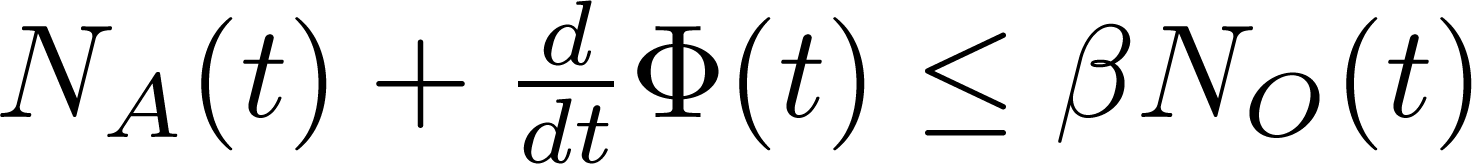 N_A(t) + \frac{d}{dt}\Phi(t) \leq \beta N_O(t)